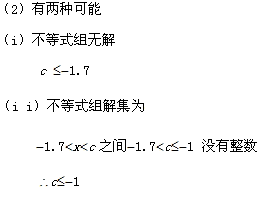 (2) 有两种可能
(i) 不等式组无解
c ≤-1.7
(i i) 不等式组解集为
-1.7<x<c之间-1.7<c≤-1 没有整数
∴c≤-1